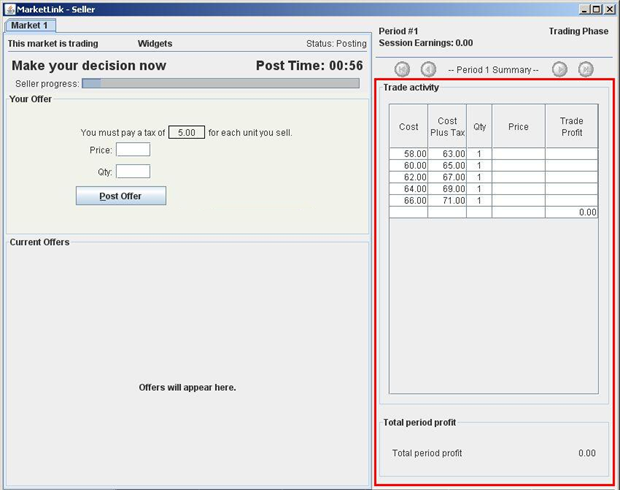 MarketLink - Seller
Market 1
This market is trading Widgets Status: Posting
Make your decision now Post Time: 00:56
Seller progress:
Your Offer
You must pay a tax of 5.00 for each unit you sell.
Price:
Qty:
Post Offer
Current Offers
Offers will appear here.
Period #1 Trading Phase
Session Earnings: 0.00
-- Period 1 Summary --
Trade activity
Cost Cost Plus Tax Qty Price Trade Profit
58.00 63.00 1
60.00 65.00 1
62.00 67.00 1
64.00 69.00 1
66.00 71.00 1
0.00
Total period profit
Total period profit 0.00